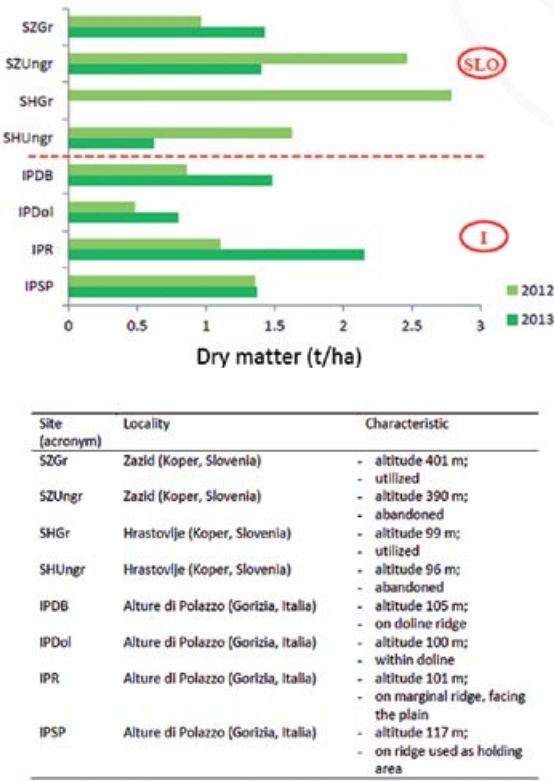 SZGr
SZUngr
SLO
SHGr
SHUngr
IPDB
IPDol
IPR
I
IPSP
2012
2013
0 0.5 1 1.5 2 2.5 3
Dry matter (t/ha)
Site Locality Characteristic
(acronym)
SZGr Zazid (Koper, Slovenia) - altitude 401 m;
- utilized
SZUngr Zazid (Koper, Slovenia) - altitude 390 m;
- abandoned
SHGr Hrastovlje (Koper, Slovenia) - altitude 99 m;
- utilized
SHUngr Hrastovlje (Koper, Slovenia) - altitude 96 m;
- abandoned
IPDB Alture di Polazzo (Gorizia, Italia) - altitude 105 m;
- on doline ridge
IPDol Alture di Polazzo (Gorizia, Italia) - altitude 100 m;
- within doline
IPR Alture di Polazzo (Gorizia, Italia) - altitude 101 m;
- on marginal ridge, facing
the plain
IPSP Alture di Polazzo (Gorizia, Italia) - altitude 117 m;
- on ridge used as holding
area